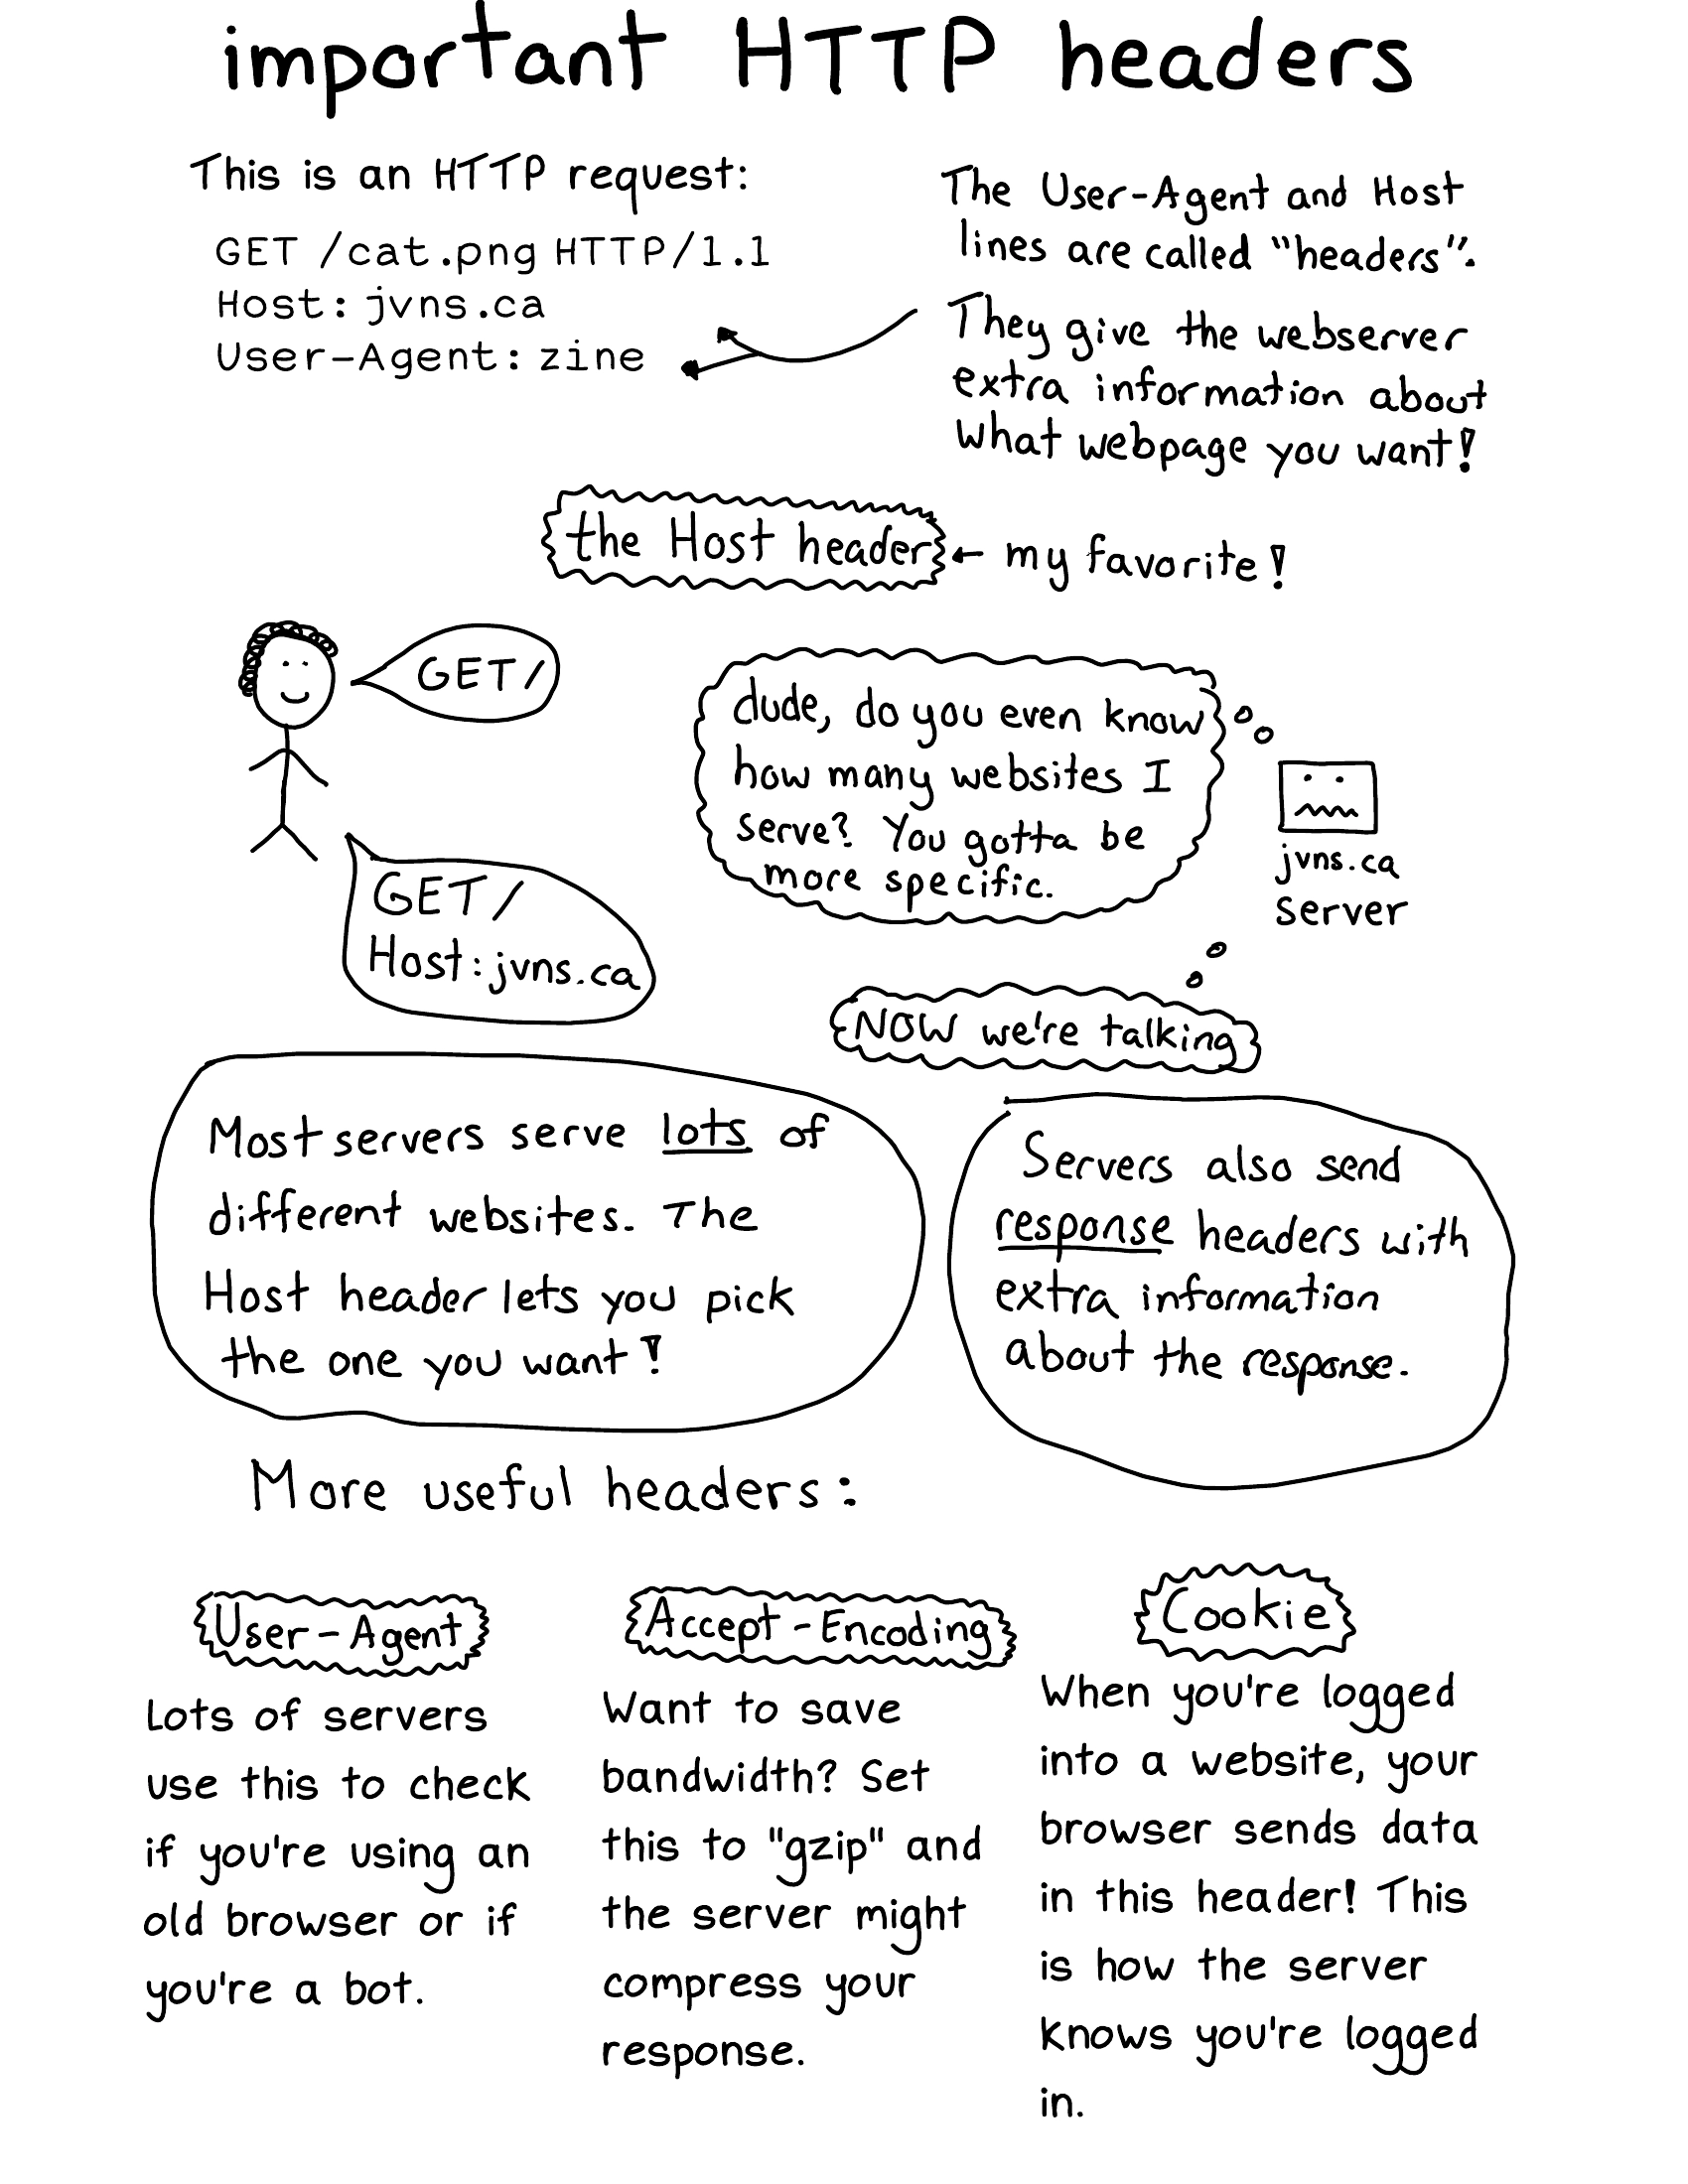 important HTTP headers
This is an HTTP request:
GET /cat.png HTTP/1.1
Host: jvns.ca
User-Agent: zine
The User-Agent and Host
lines are called "headers".
They give the webserver
extra information about
what webpage you want!
the Host header ← my favorite!
GET /
dude, do you even know
how many websites I
serve? You gotta be
more specific.
jvns.ca
server
GET /
Host: jvns.ca
NOW we're talking
Most servers serve lots of
different websites. The
Host header lets you pick
the one you want!
Servers also send
response headers with
extra information
about the response.
More useful headers:
User-Agent
Lots of servers
use this to check
if you're using an
old browser or if
you're a bot.
Accept-Encoding
Want to save
bandwidth? Set
this to "gzip" and
the server might
compress your
response.
Cookie
When you're logged
into a website, your
browser sends data
in this header! This
is how the server
knows you're logged
in.